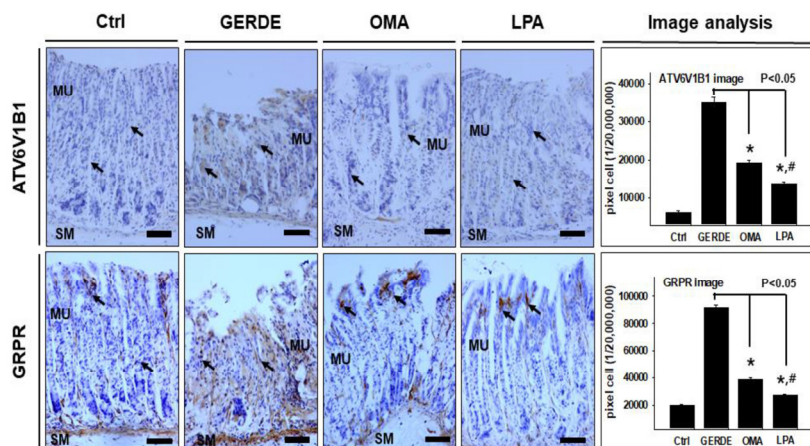 Ctrl GERDE OMA LPA Image analysis
ATV6V1B1
MU
SM
MU
SM
MU
SM
MU
SM
ATV6V1B1 image P<0.05
pixel cell (1/20,000,000)
40000
30000
20000
10000
*
*,#
Ctrl GERDE OMA LPA
GRPR
MU
SM
MU
SM
MU
SM
MU
SM
GRPR image P<0.05
pixel cell (1/20,000,000)
100000
80000
60000
40000
20000
*
*,#
Ctrl GERDE OMA LPA